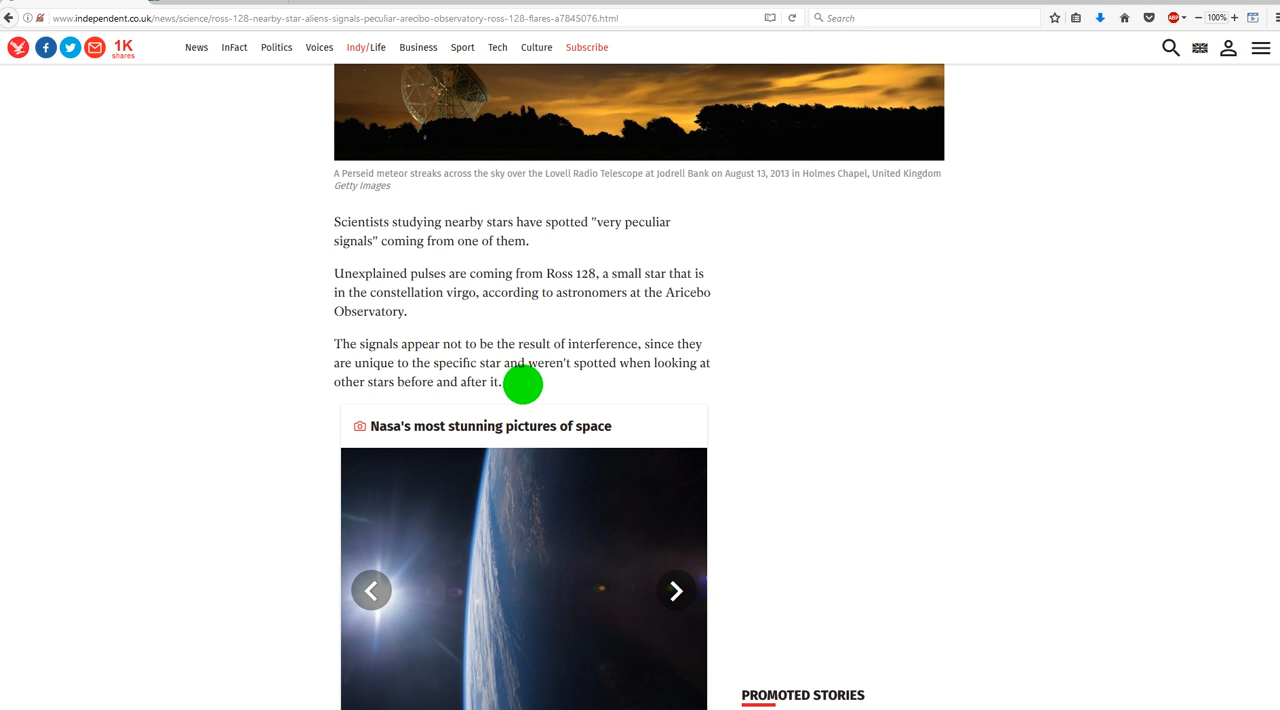 www.independent.co.uk/news/science/ross-128-nearby-star-aliens-signals-peculiar-arecibo-observatory-ross-128-flares-a7845076.html
Search
100%
ABP
1K
shares
News InFact Politics Voices Indy/Life Business Sport Tech Culture Subscribe
A Perseid meteor streaks across the sky over the Lovell Radio Telescope at Jodrell Bank on August 13, 2013 in Holmes Chapel, United Kingdom
Getty Images
Scientists studying nearby stars have spotted "very peculiar
signals" coming from one of them.
Unexplained pulses are coming from Ross 128, a small star that is
in the constellation virgo, according to astronomers at the Aricebo
Observatory.
The signals appear not to be the result of interference, since they
are unique to the specific star and weren't spotted when looking at
other stars before and after it.
Nasa's most stunning pictures of space
PROMOTED STORIES